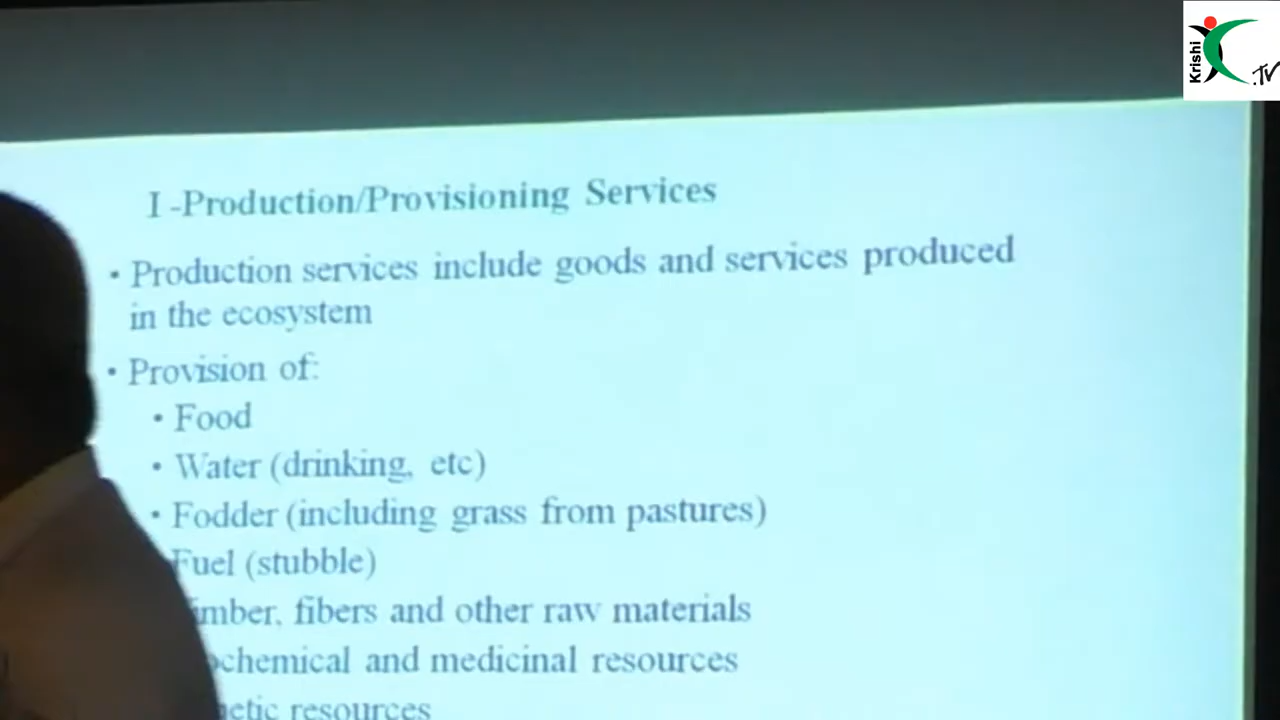 Krishi
.TV
I -Production/Provisioning Services
• Production services include goods and services produced
in the ecosystem
• Provision of:
• Food
• Water (drinking, etc)
• Fodder (including grass from pastures)
Fuel (stubble)
fibers and other raw materials
and medicinal resources
resources